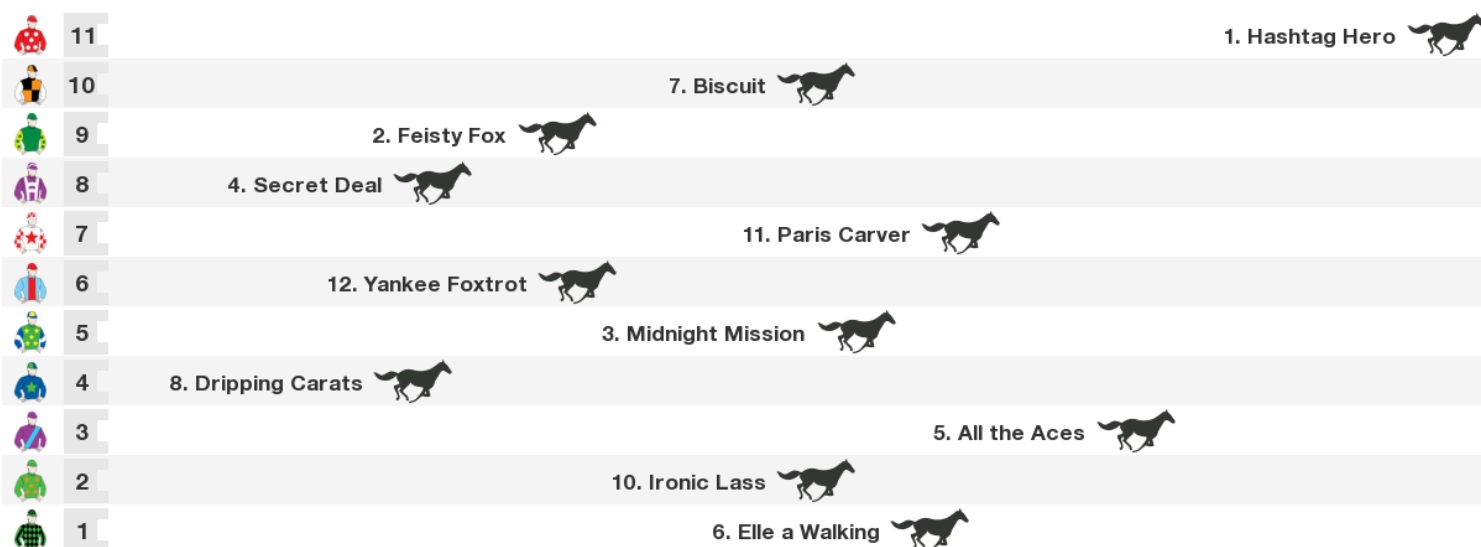 11 1. Hashtag Hero
10 7. Biscuit
9 2. Feisty Fox
8 4. Secret Deal
7 11. Paris Carver
6 12. Yankee Foxtrot
5 3. Midnight Mission
4 8. Dripping Carats
3 5. All the Aces
2 10. Ironic Lass
1 6. Elle a Walking